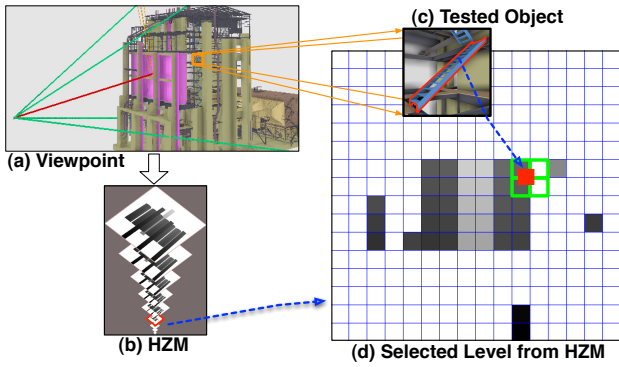 (c) Tested Object
(a) Viewpoint
(b) HZM
(d) Selected Level from HZM